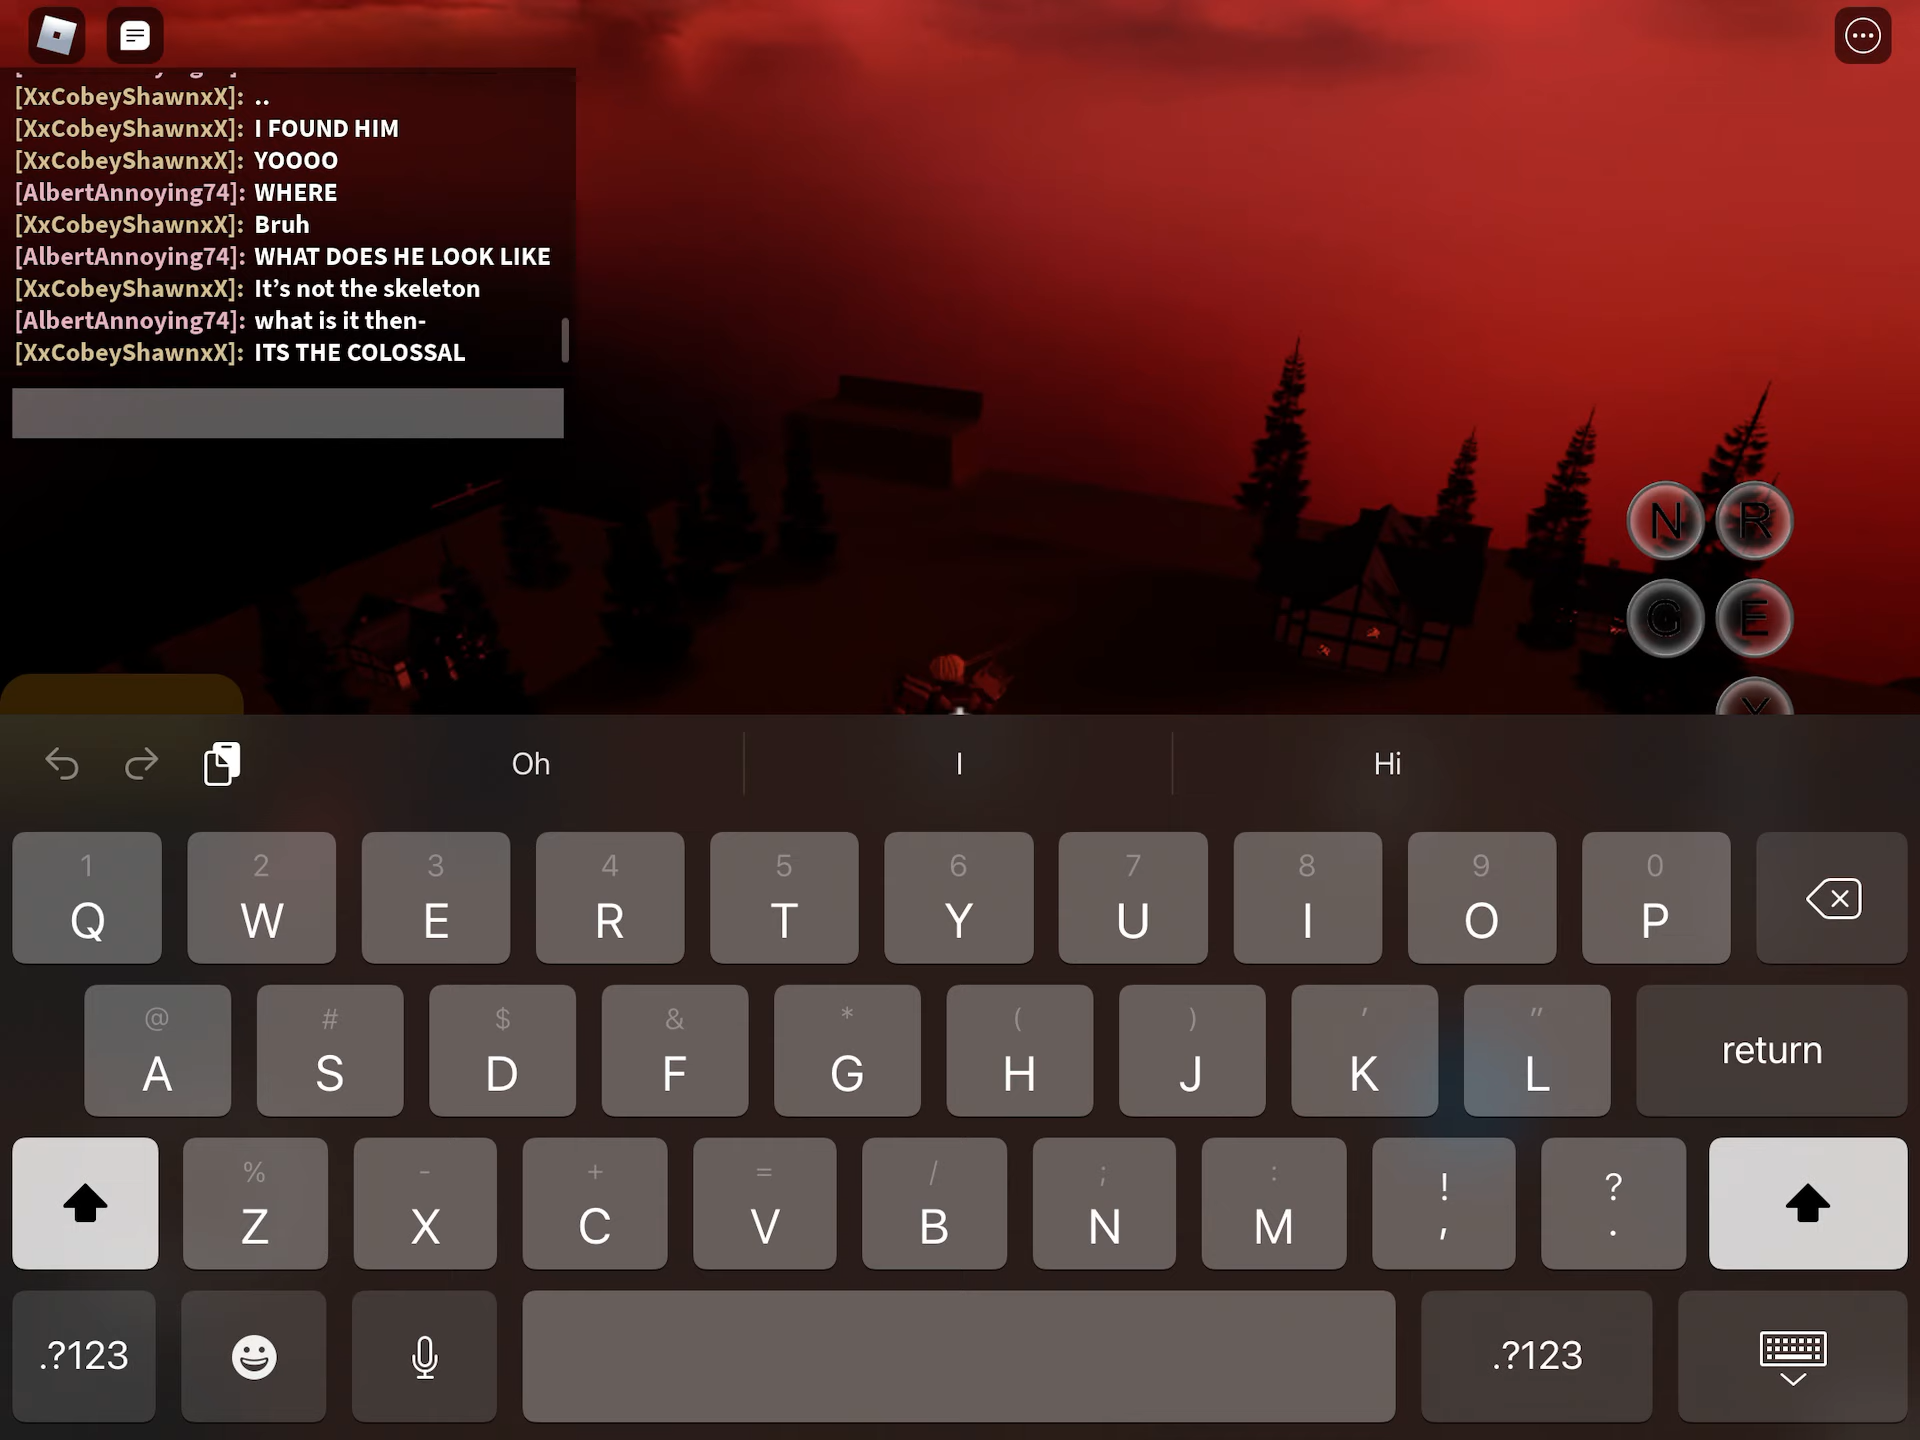 [XxCobeyShawnxX]: ..
[XxCobeyShawnxX]: I FOUND HIM
[XxCobeyShawnxX]: YOOOO
[AlbertAnnoying74]: WHERE
[XxCobeyShawnxX]: Bruh
[AlbertAnnoying74]: WHAT DOES HE LOOK LIKE
[XxCobeyShawnxX]: It’s not the skeleton
[AlbertAnnoying74]: what is it then-
[XxCobeyShawnxX]: ITS THE COLOSSAL
N R
G E
Y
Oh I Hi
1 2 3 4 5 6 7 8 9 0
Q W E R T Y U I O P
@ # $ & * ( ) ' "
A S D F G H J K L return
% - + = / ; : ! ?
Z X C V B N M , .
.?123 .?123